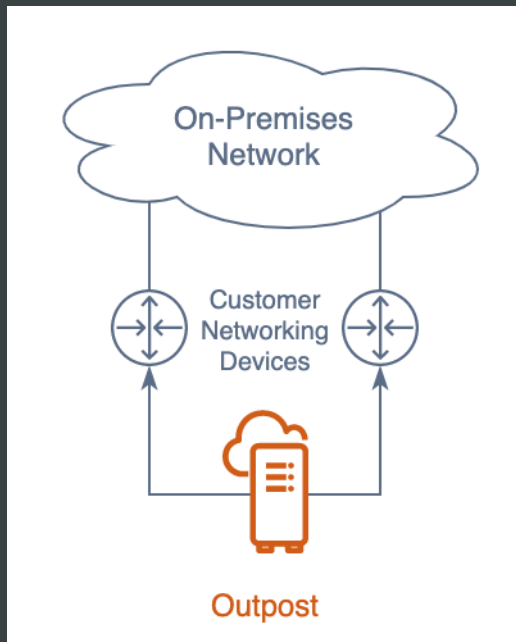 On-Premises
Network
Customer
Networking
Devices
Outpost